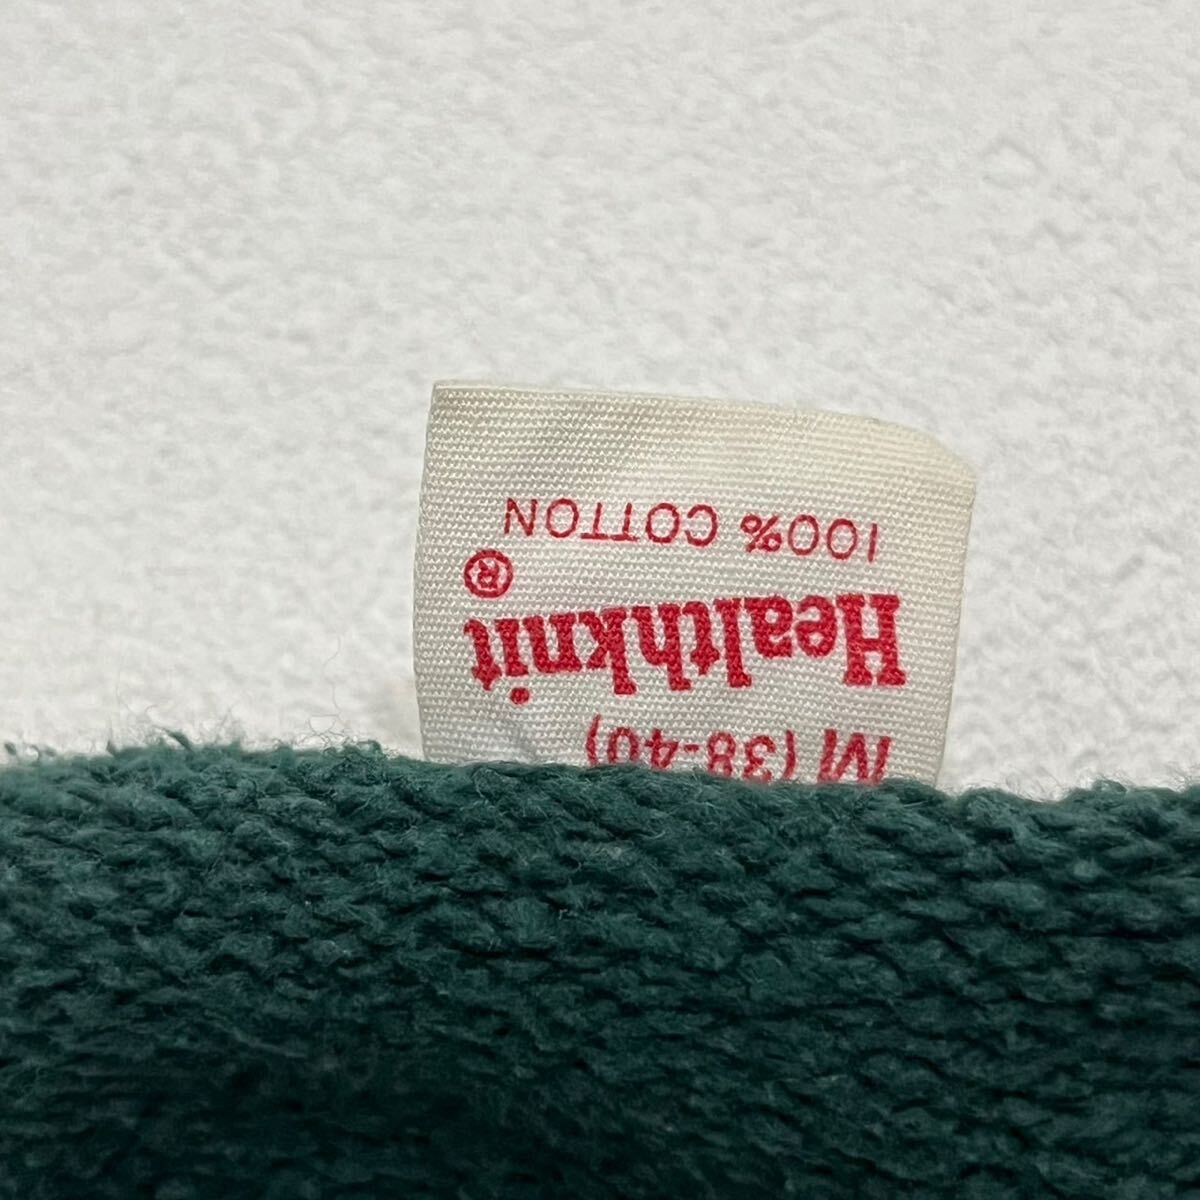 M (38-40)
Healthknit®
100% COTTON